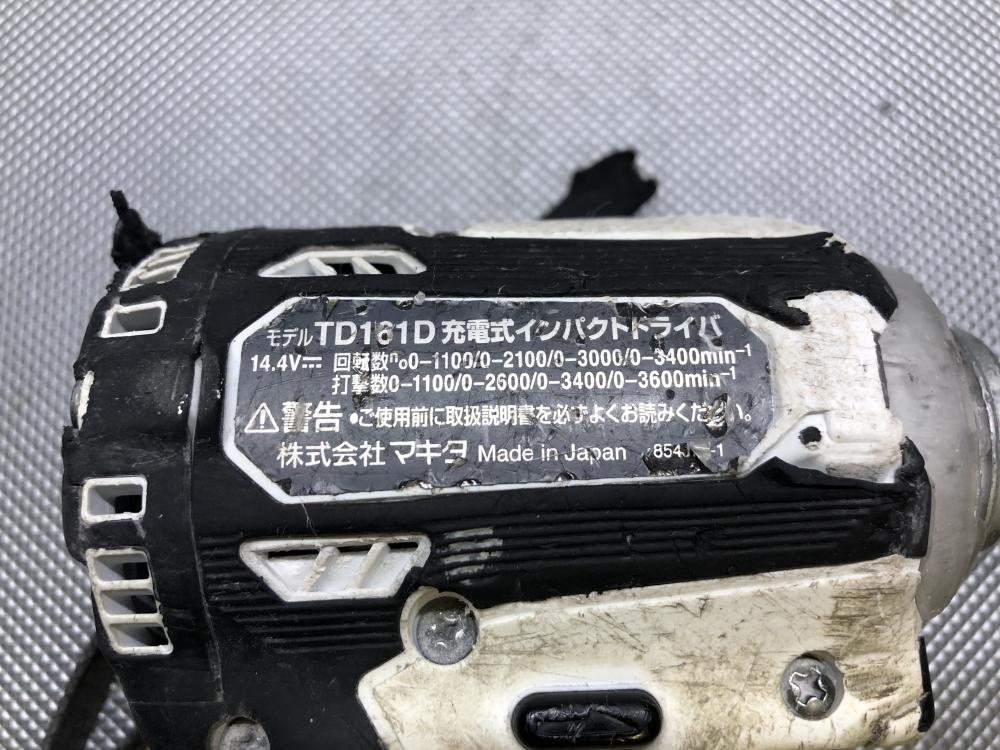 モデル TD161D 充電式インパクトドライバ
14.4V⎓ 回転数n₀0-1100/0-2100/0-3000/0-3400min⁻¹
打撃数0-1100/0-2600/0-3400/0-3600min⁻¹
⚠警告 •ご使用前に取扱説明書を必ずよくお読みください。
株式会社 マキタ Made in Japan